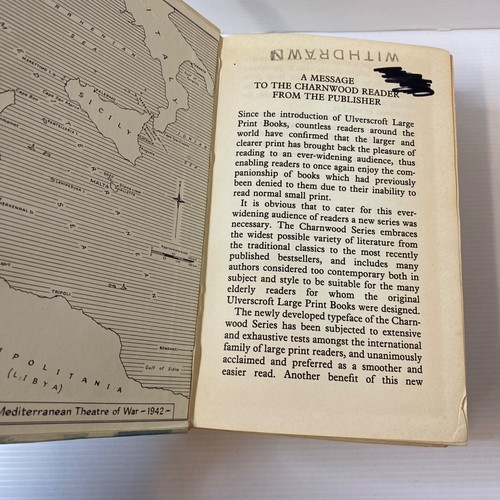 RHENIAN
SEA
ITALY
SICILY
MALTA
PANTELLERIA
LAMPEDUSA
TRIPOLI
BENGHAZI
Gulf of Sidra
POLITANIA
(LIBYA)
Mediterranean Theatre of War ~ 1942 ~
WITHDRAWN
A MESSAGE
TO THE CHARNWOOD READER
FROM THE PUBLISHER
Since the introduction of Ulverscroft Large
Print Books, countless readers around the
world have confirmed that the larger and
clearer print has brought back the pleasure of
reading to an ever-widening audience, thus
enabling readers to once again enjoy the com-
panionship of books which had previously
been denied to them due to their inability to
read normal small print.
It is obvious that to cater for this ever-
widening audience of readers a new series was
necessary. The Charnwood Series embraces
the widest possible variety of literature from
the traditional classics to the most recently
published bestsellers, and includes many
authors considered too contemporary both in
subject and style to be suitable for the many
elderly readers for whom the original
Ulverscroft Large Print Books were designed.
The newly developed typeface of the Charn-
wood Series has been subjected to extensive
and exhaustive tests amongst the international
family of large print readers, and unanimously
acclaimed and preferred as a smoother and
easier read. Another benefit of this new